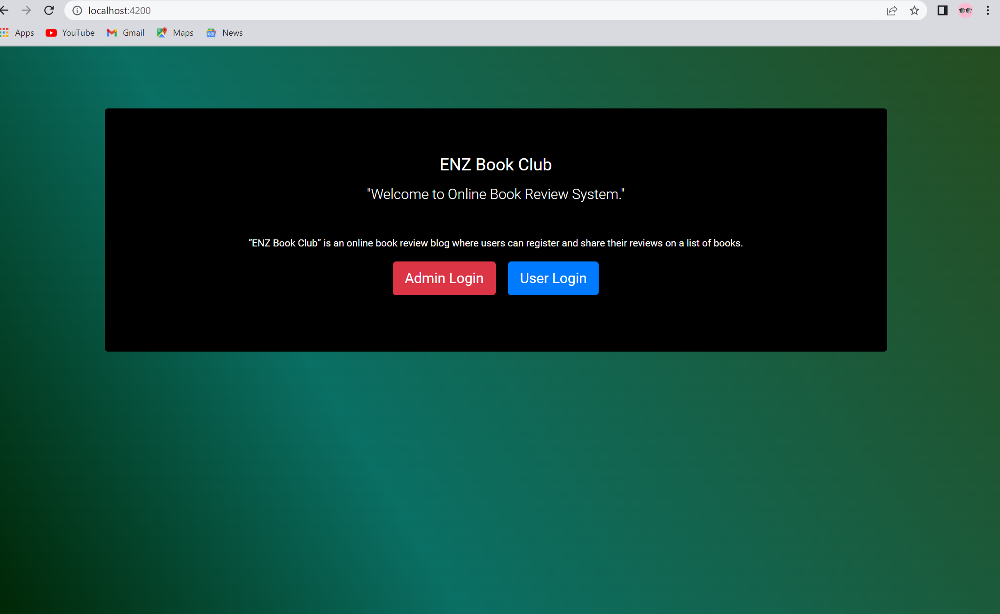 localhost:4200
Apps YouTube Gmail Maps News
ENZ Book Club
"Welcome to Online Book Review System."
“ENZ Book Club” is an online book review blog where users can register and share their reviews on a list of books.
Admin Login User Login